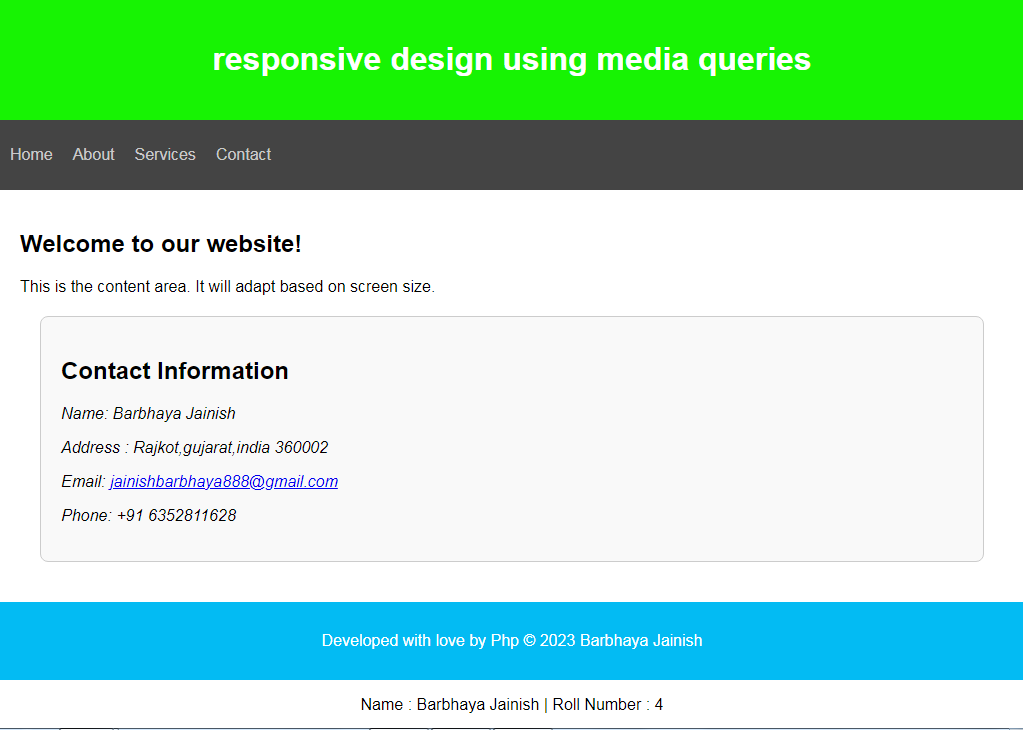 responsive design using media queries
Home About Services Contact
Welcome to our website!
This is the content area. It will adapt based on screen size.
Contact Information
Name: Barbhaya Jainish
Address : Rajkot,gujarat,india 360002
Email: jainishbarbhaya888@gmail.com
Phone: +91 6352811628
Developed with love by Php © 2023 Barbhaya Jainish
Name : Barbhaya Jainish | Roll Number : 4